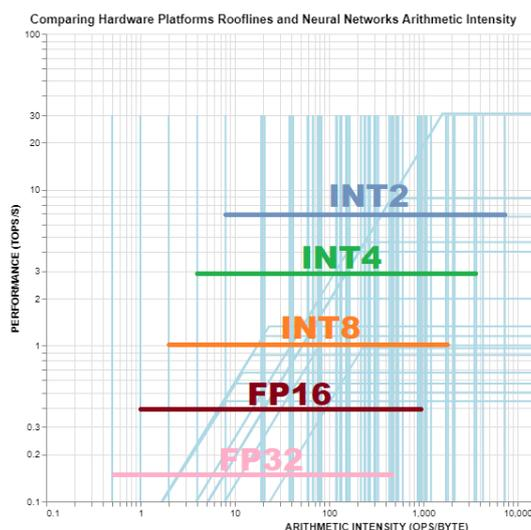 Comparing Hardware Platforms Rooflines and Neural Networks Arithmetic Intensity
100
30
20
10
3
2
1
0.3
0.2
0.1
PERFORMANCE (TOPS/S)
INT2
INT4
INT8
FP16
FP32
0.1 1 10 100 1,000 10,000
ARITHMETIC INTENSITY (OPS/BYTE)